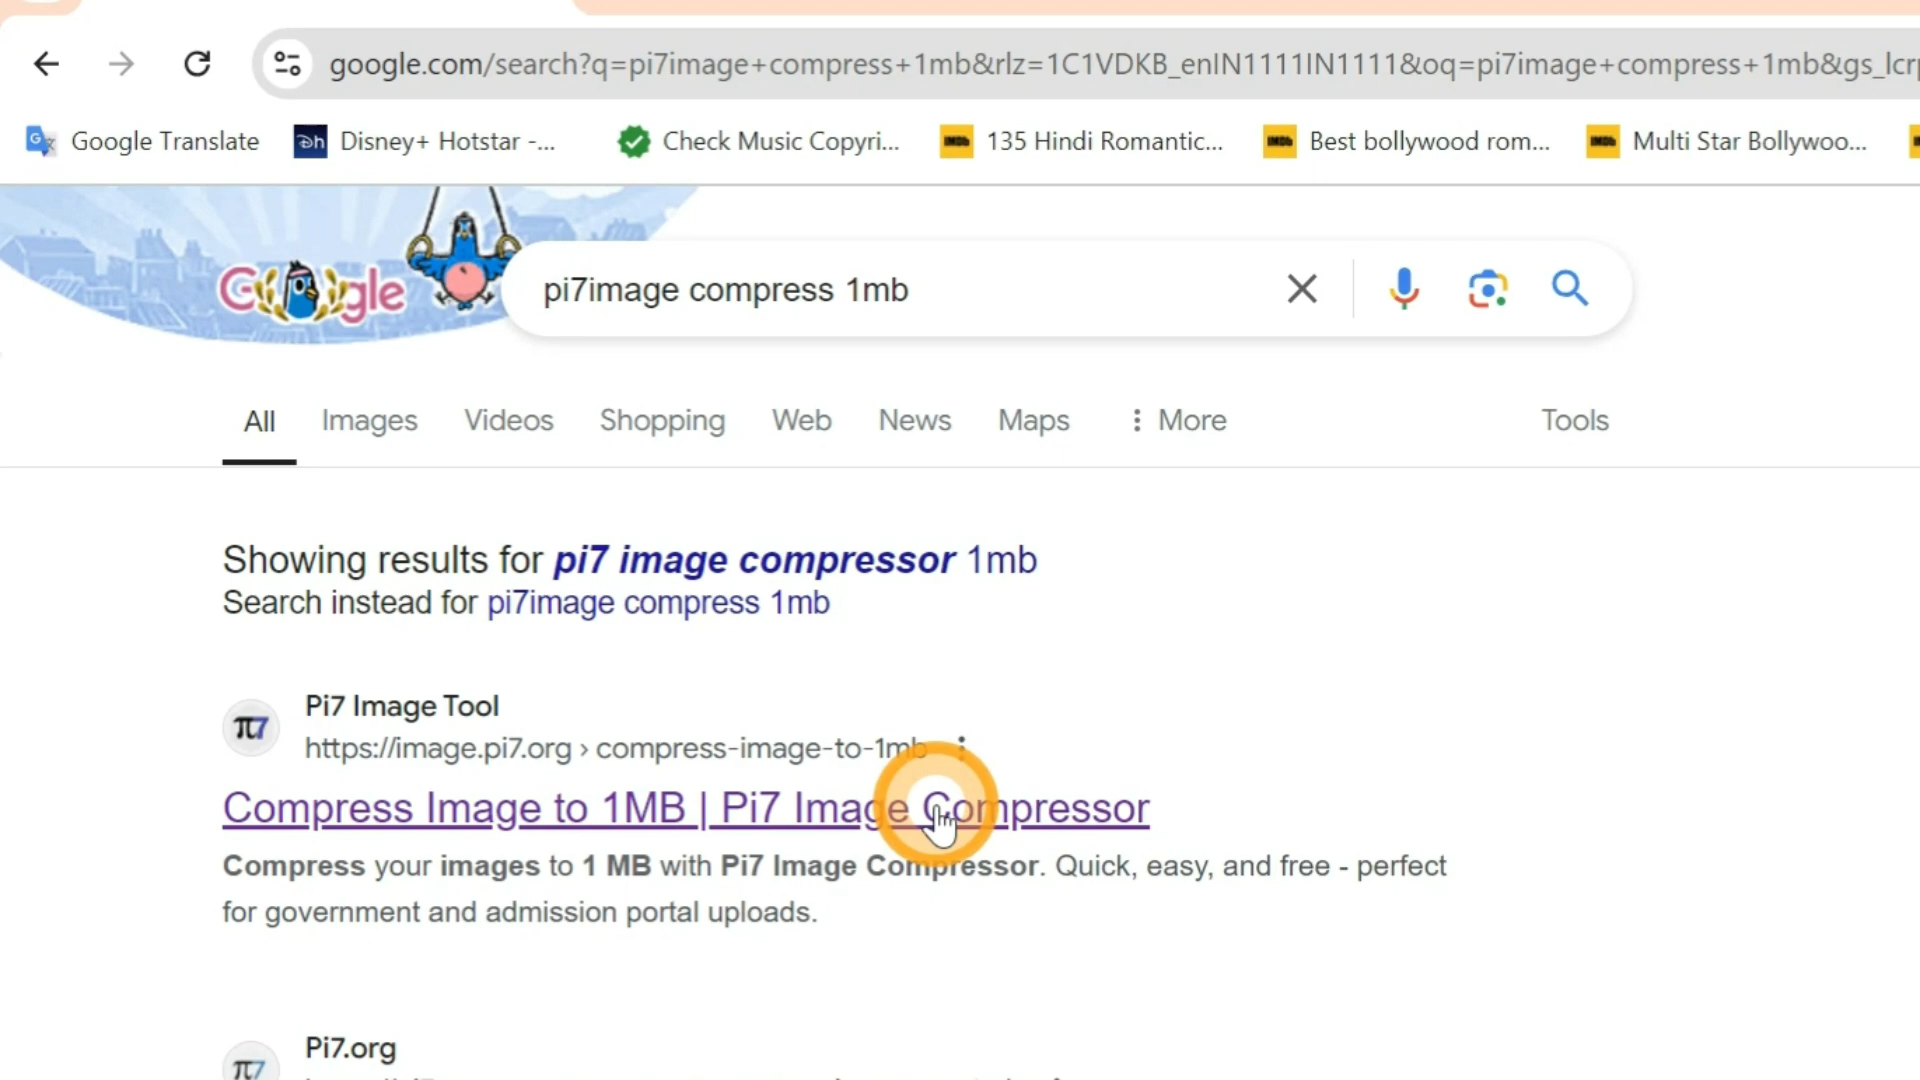 google.com/search?q=pi7image+compress+1mb&rlz=1C1VDKB_enIN1111IN1111&oq=pi7image+compress+1mb&gs_lcrp
Google Translate Disney+ Hotstar -... Check Music Copyri... 135 Hindi Romantic... Best bollywood rom... Multi Star Bollywoo...
Google pi7image compress 1mb
All Images Videos Shopping Web News Maps More Tools
Showing results for pi7 image compressor 1mb
Search instead for pi7image compress 1mb
π7 Pi7 Image Tool
https://image.pi7.org › compress-image-to-1mb
Compress Image to 1MB | Pi7 Image Compressor
Compress your images to 1 MB with Pi7 Image Compressor. Quick, easy, and free - perfect
for government and admission portal uploads.
π7 Pi7.org